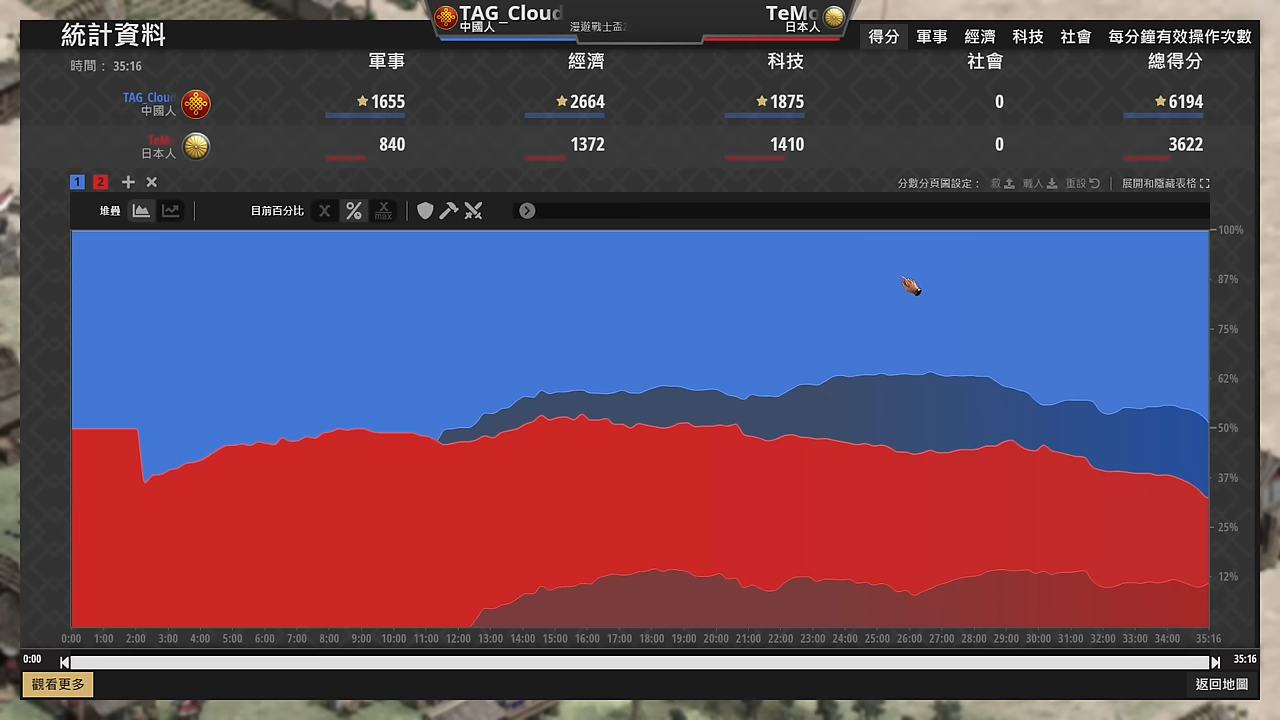 TAG_Cloud
中國人
漫遊戰士盃
TeMo
日本人
統計資料
得分 軍事 經濟 科技 社會 每分鐘有效操作次數
時間： 35:16
軍事 經濟 科技 社會 總得分
TAG_Cloud
中國人
1655 2664 1875 0 6194
TeM
日本人
840 1372 1410 0 3622
1 2
分數分頁圖設定： 載入 重設 展開和隱藏表格
堆疊 目前百分比 X % X max
100%
87%
75%
62%
50%
37%
25%
12%
0:00 1:00 2:00 3:00 4:00 5:00 6:00 7:00 8:00 9:00 10:00 11:00 12:00 13:00 14:00 15:00 16:00 17:00 18:00 19:00 20:00 21:00 22:00 23:00 24:00 25:00 26:00 27:00 28:00 29:00 30:00 31:00 32:00 33:00 34:00 35:16
0:00 35:16
觀看更多 返回地圖